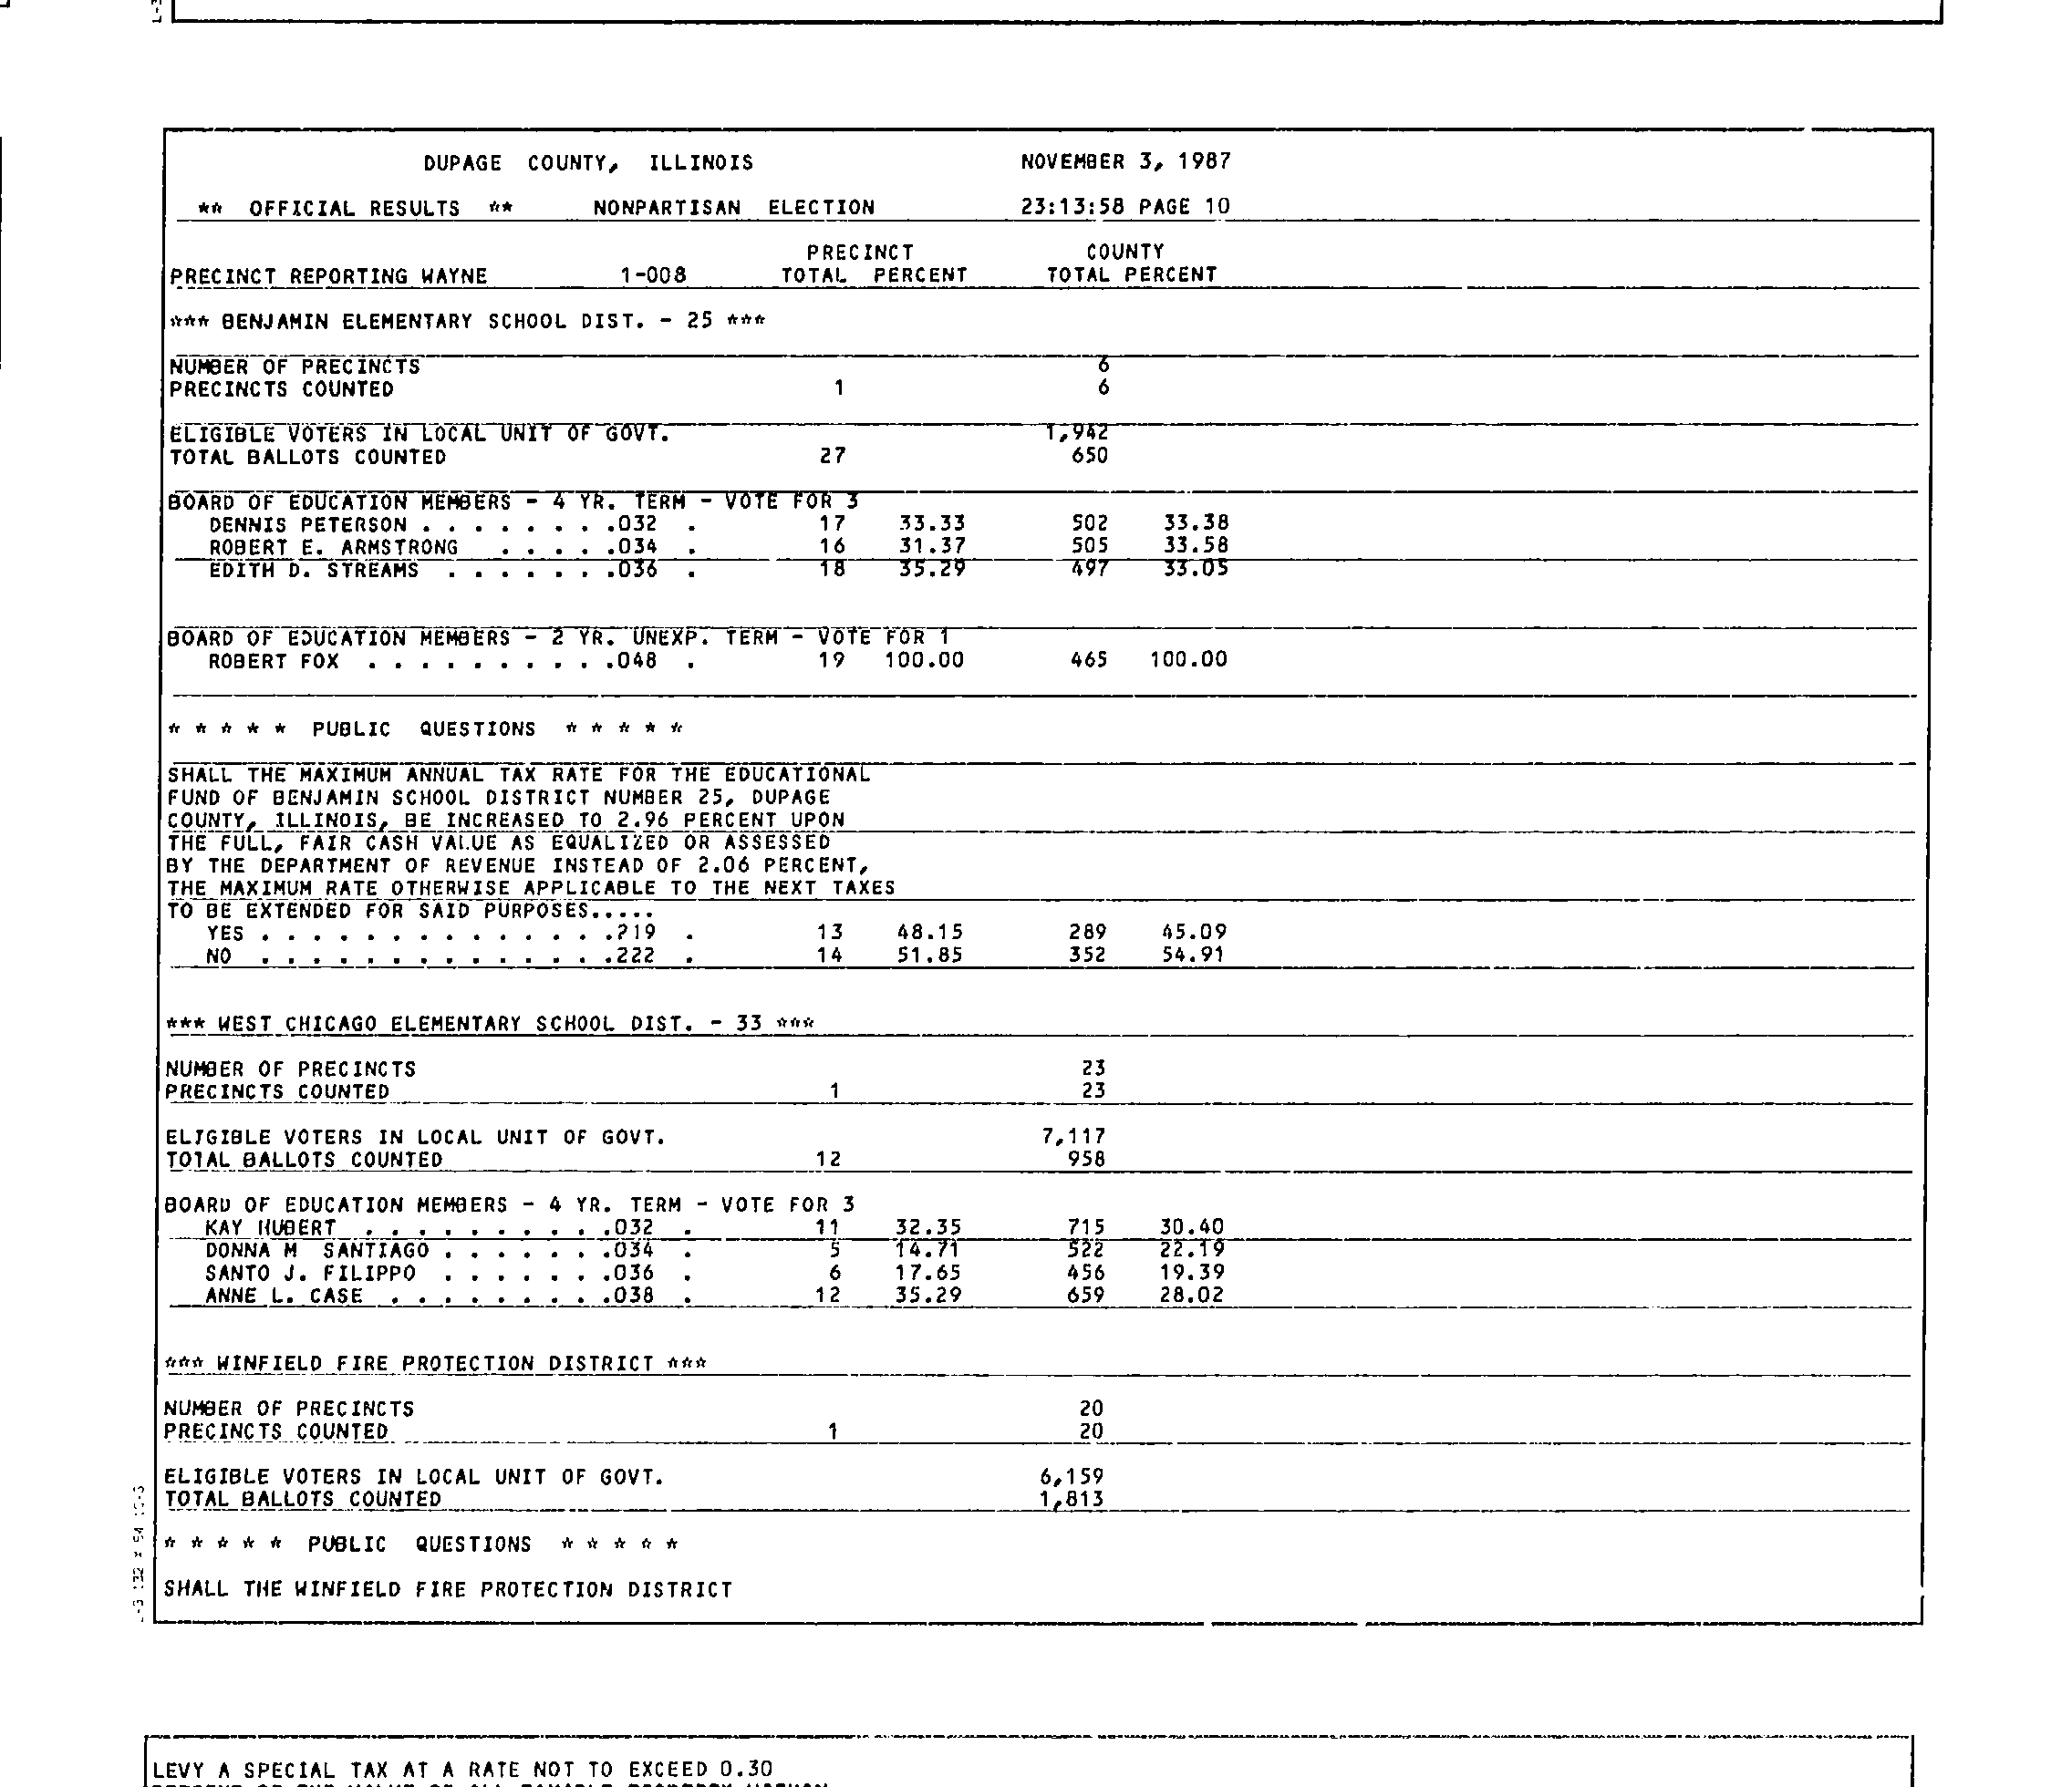 DUPAGE COUNTY, ILLINOIS NOVEMBER 3, 1987
** OFFICIAL RESULTS ** NONPARTISAN ELECTION 23:13:58 PAGE 10
PRECINCT COUNTY
PRECINCT REPORTING WAYNE 1-008 TOTAL PERCENT TOTAL PERCENT
*** BENJAMIN ELEMENTARY SCHOOL DIST. - 25 ***
NUMBER OF PRECINCTS 6
PRECINCTS COUNTED 1 6
ELIGIBLE VOTERS IN LOCAL UNIT OF GOVT. 1,942
TOTAL BALLOTS COUNTED 27 650
BOARD OF EDUCATION MEMBERS - 4 YR. TERM - VOTE FOR 3
DENNIS PETERSON . . . . . . . .032 . 17 33.33 502 33.38
ROBERT E. ARMSTRONG . . . . .034 . 16 31.37 505 33.58
EDITH D. STREAMS . . . . . . .036 . 18 35.29 497 33.05
BOARD OF EDUCATION MEMBERS - 2 YR. UNEXP. TERM - VOTE FOR 1
ROBERT FOX . . . . . . . . . .048 . 19 100.00 465 100.00
* * * * * PUBLIC QUESTIONS * * * * *
SHALL THE MAXIMUM ANNUAL TAX RATE FOR THE EDUCATIONAL
FUND OF BENJAMIN SCHOOL DISTRICT NUMBER 25, DUPAGE
COUNTY, ILLINOIS, BE INCREASED TO 2.96 PERCENT UPON
THE FULL, FAIR CASH VALUE AS EQUALIZED OR ASSESSED
BY THE DEPARTMENT OF REVENUE INSTEAD OF 2.06 PERCENT,
THE MAXIMUM RATE OTHERWISE APPLICABLE TO THE NEXT TAXES
TO BE EXTENDED FOR SAID PURPOSES.....
YES . . . . . . . . . . . . . .219 . 13 48.15 289 45.09
NO . . . . . . . . . . . . . .222 . 14 51.85 352 54.91
*** WEST CHICAGO ELEMENTARY SCHOOL DIST. - 33 ***
NUMBER OF PRECINCTS 23
PRECINCTS COUNTED 1 23
ELIGIBLE VOTERS IN LOCAL UNIT OF GOVT. 7,117
TOTAL BALLOTS COUNTED 12 958
BOARD OF EDUCATION MEMBERS - 4 YR. TERM - VOTE FOR 3
KAY HUBERT . . . . . . . . . .032 . 11 32.35 715 30.40
DONNA M SANTIAGO . . . . . . .034 . 5 14.71 522 22.19
SANTO J. FILIPPO . . . . . . .036 . 6 17.65 456 19.39
ANNE L. CASE . . . . . . . . .038 . 12 35.29 659 28.02
*** WINFIELD FIRE PROTECTION DISTRICT ***
NUMBER OF PRECINCTS 20
PRECINCTS COUNTED 1 20
ELIGIBLE VOTERS IN LOCAL UNIT OF GOVT. 6,159
TOTAL BALLOTS COUNTED 1,813
* * * * * PUBLIC QUESTIONS * * * * *
SHALL THE WINFIELD FIRE PROTECTION DISTRICT
LEVY A SPECIAL TAX AT A RATE NOT TO EXCEED 0.30